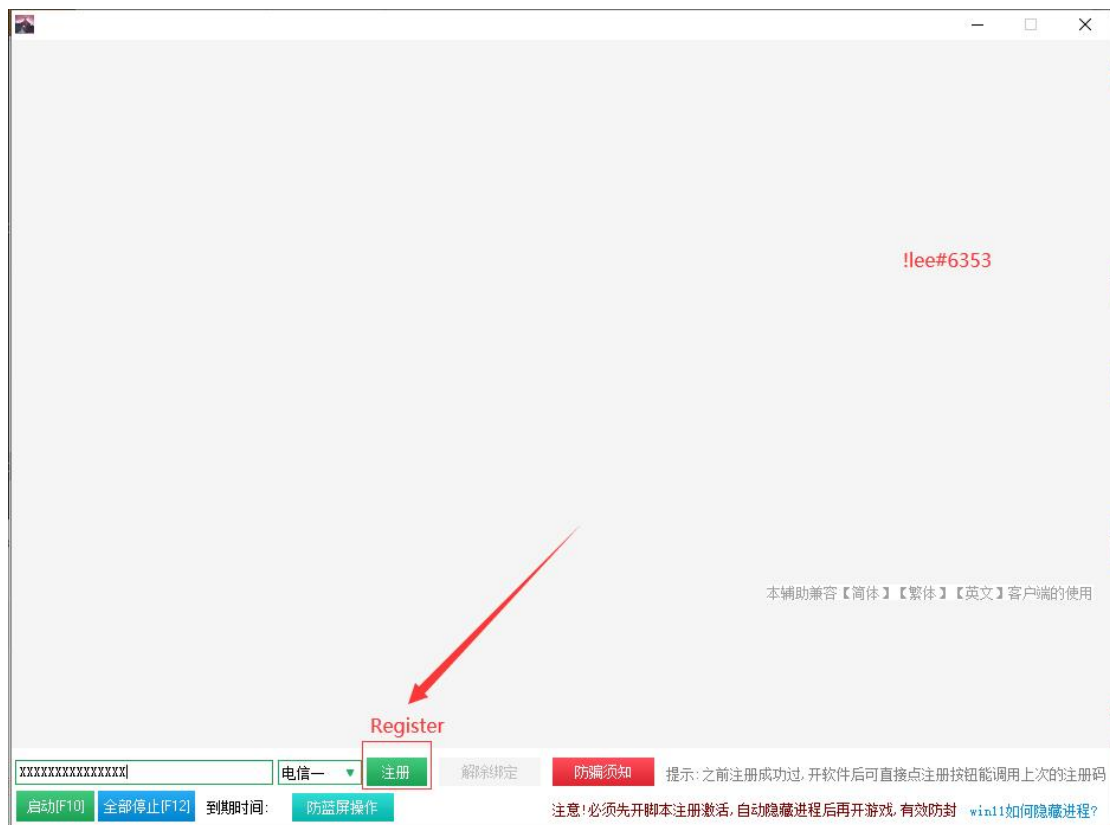 !lee#6353
本辅助兼容【简体】【繁体】【英文】客户端的使用
Register
XXXXXXXXXXXXXXX 电信一 注册 解除绑定 防骗须知 提示:之前注册成功过,开软件后可直接点注册按钮能调用上次的注册码
启动[F10] 全部停止[F12] 到期时间: 防蓝屏操作 注意!必须先开脚本注册激活,自动隐藏进程后再开游戏,有效防封 win11如何隐藏进程?